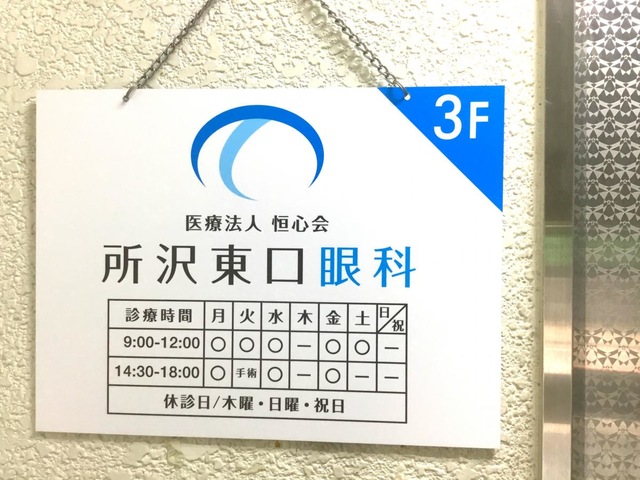 3F
医療法人 恒心会
所沢東口眼科
診療時間 月 火 水 木 金 土 日/祝
9:00-12:00 ○ ○ ○ — ○ ○ —
14:30-18:00 ○ 手術 ○ — ○ — —
休診日/木曜・日曜・祝日